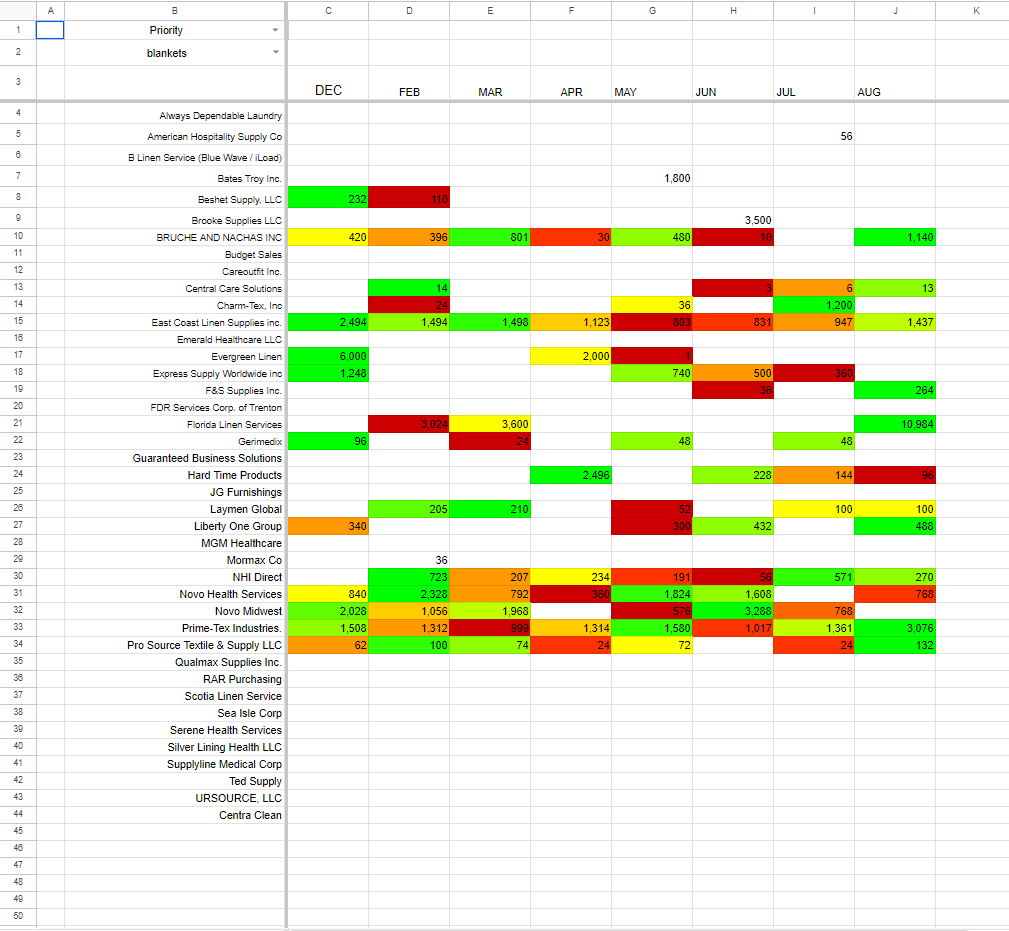 A B C D E F G H I J K
1 Priority
2 blankets
3 DEC FEB MAR APR MAY JUN JUL AUG
4 Always Dependable Laundry
5 American Hospitality Supply Co 56
6 B Linen Service (Blue Wave / iLoad)
7 Bates Troy Inc. 1,800
8 Beshet Supply, LLC 232 110
9 Brooke Supplies LLC 3,500
10 BRUCHE AND NACHAS INC 420 396 801 30 480 10 1,140
11 Budget Sales
12 Careoutfit Inc.
13 Central Care Solutions 14 3 6 13
14 Charm-Tex, Inc 24 36 1,200
15 East Coast Linen Supplies inc. 2,494 1,494 1,498 1,123 803 831 947 1,437
16 Emerald Healthcare LLC
17 Evergreen Linen 6,000 2,000 1
18 Express Supply Worldwide inc 1,248 740 500 360
19 F&S Supplies Inc. 36 264
20 FDR Services Corp. of Trenton
21 Florida Linen Services 3,024 3,600 10,984
22 Gerimedix 96 24 48 48
23 Guaranteed Business Solutions
24 Hard Time Products 2,496 228 144 96
25 JG Furnishings
26 Laymen Global 205 210 52 100 100
27 Liberty One Group 340 300 432 488
28 MGM Healthcare
29 Mormax Co 36
30 NHI Direct 723 207 234 191 56 571 270
31 Novo Health Services 840 2,328 792 360 1,824 1,608 768
32 Novo Midwest 2,028 1,056 1,968 576 3,288 768
33 Prime-Tex Industries. 1,508 1,312 999 1,314 1,580 1,017 1,361 3,076
34 Pro Source Textile & Supply LLC 62 100 74 24 72 24 132
35 Qualmax Supplies Inc.
36 RAR Purchasing
37 Scotia Linen Service
38 Sea Isle Corp
39 Serene Health Services
40 Silver Lining Health LLC
41 Supplyline Medical Corp
42 Ted Supply
43 URSOURCE, LLC
44 Centra Clean
45
46
47
48
49
50